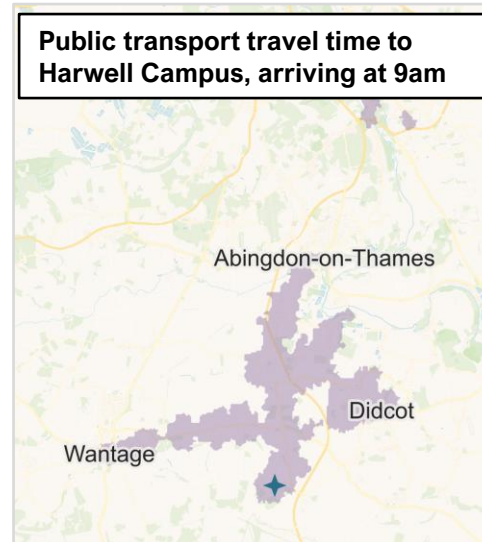 Public transport travel time to
Harwell Campus, arriving at 9am
Abingdon-on-Thames
Didcot
Wantage